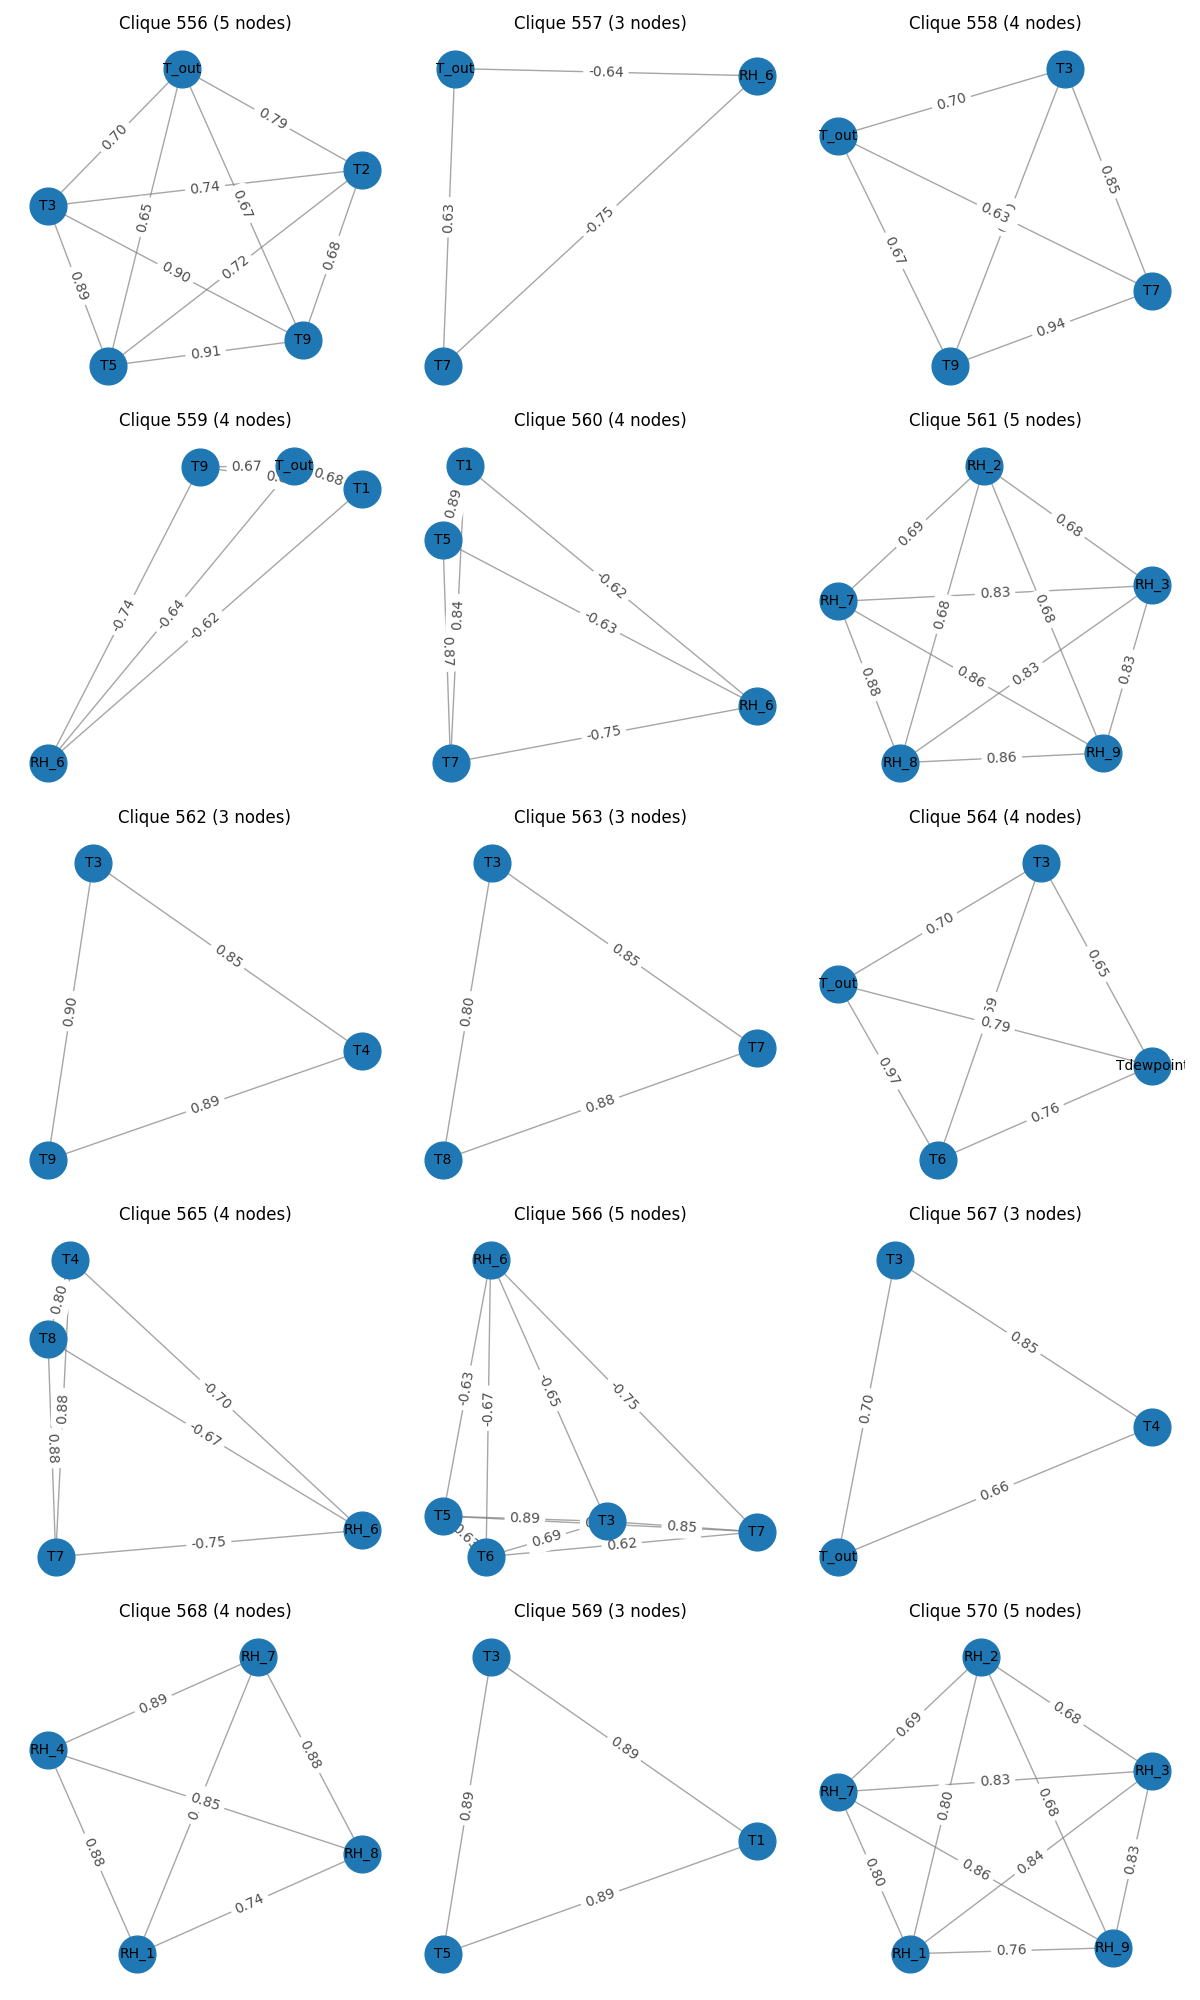 Clique 556 (5 nodes)
T_out
0.79
0.70
T2
0.74
0.67
T3
0.65
0.68
0.90
0.72
0.89
T9
0.91
T5
Clique 557 (3 nodes)
T_out
-0.64
RH_6
0.63
-0.75
T7
Clique 558 (4 nodes)
T3
0.70
T_out
0.85
0.63
0.67
T7
0.94
T9
Clique 559 (4 nodes)
T9
0.67
T_out
0.68
T1
-0.74
-0.64
-0.62
RH_6
Clique 560 (4 nodes)
T1
0.89
T5
-0.62
0.84
-0.63
0.87
RH_6
-0.75
T7
Clique 561 (5 nodes)
RH_2
0.68
0.69
RH_3
0.83
RH_7
0.68
0.68
0.83
0.83
0.86
0.88
RH_9
0.86
RH_8
Clique 562 (3 nodes)
T3
0.85
0.90
T4
0.89
T9
Clique 563 (3 nodes)
T3
0.85
0.80
T7
0.88
T8
Clique 564 (4 nodes)
T3
0.70
0.65
T_out
0.79
Tdewpoint
0.97
0.76
T6
Clique 565 (4 nodes)
T4
0.80
T8
-0.70
0.88
-0.67
0.88
RH_6
-0.75
T7
Clique 566 (5 nodes)
RH_6
-0.63
-0.67
-0.65
-0.75
T5
0.89
T3
0.85
T7
0.63
0.69
0.62
T6
Clique 567 (3 nodes)
T3
0.85
0.70
T4
0.66
T_out
Clique 568 (4 nodes)
RH_7
0.89
RH_4
0.88
0.85
0.88
RH_8
0.74
RH_1
Clique 569 (3 nodes)
T3
0.89
0.89
T1
0.89
T5
Clique 570 (5 nodes)
RH_2
0.68
0.69
RH_3
0.83
RH_7
0.80
0.68
0.83
0.84
0.86
0.80
RH_9
0.76
RH_1